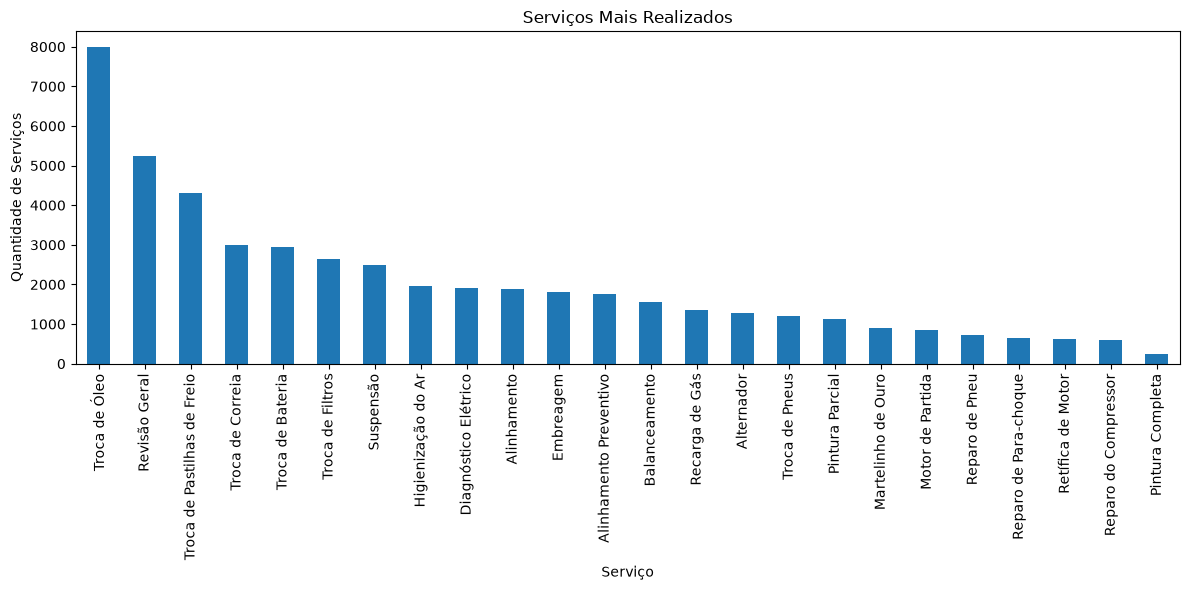 Serviços Mais Realizados
Quantidade de Serviços
8000
7000
6000
5000
4000
3000
2000
1000
0
Troca de Óleo
Revisão Geral
Troca de Pastilhas de Freio
Troca de Correia
Troca de Bateria
Troca de Filtros
Suspensão
Higienização do Ar
Diagnóstico Elétrico
Alinhamento
Embreagem
Alinhamento Preventivo
Balanceamento
Recarga de Gás
Alternador
Troca de Pneus
Pintura Parcial
Martelinho de Ouro
Motor de Partida
Reparo de Pneu
Reparo de Para-choque
Retífica de Motor
Reparo do Compressor
Pintura Completa
Serviço